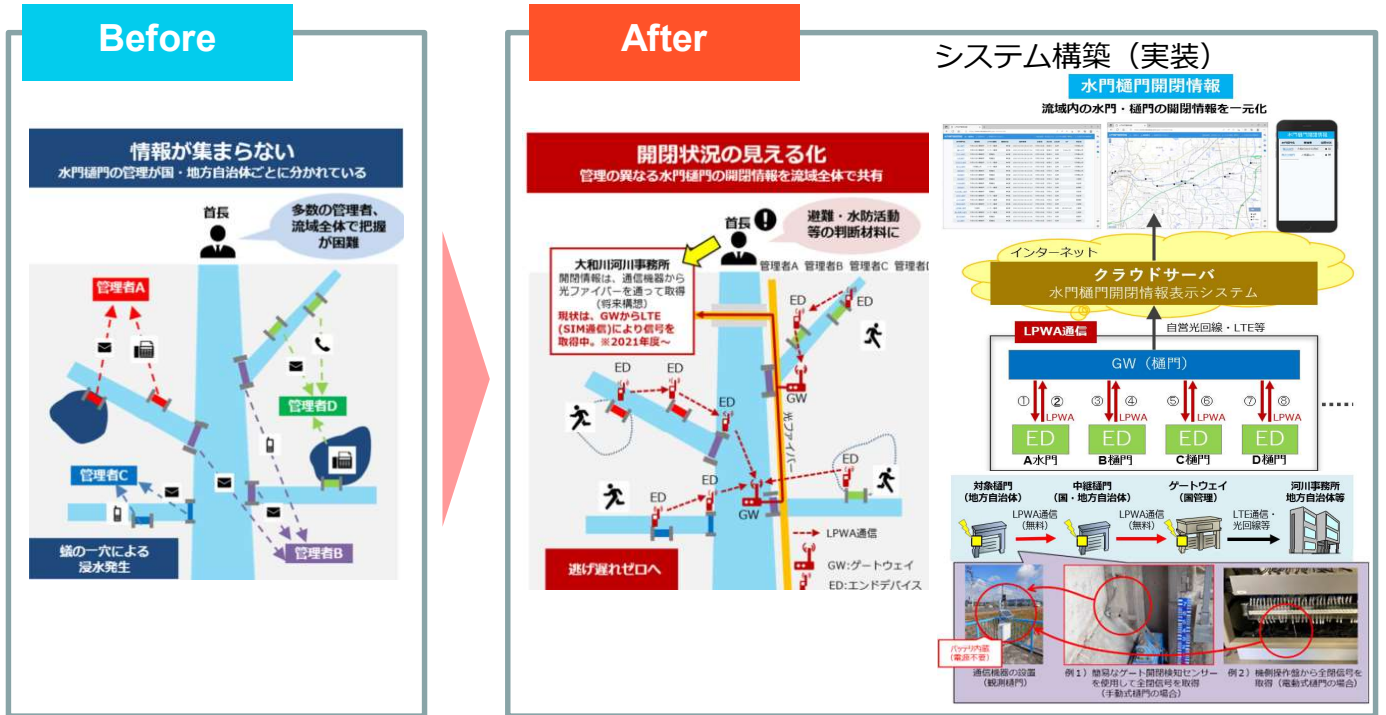 Before
情報が集まらない
水門樋門の管理が国・地方自治体ごとに分かれている
首長
多数の管理者、
流域全体で把握
が困難
管理者A
管理者D
管理者C
管理者B
蟻の一穴による
浸水発生
After
開閉状況の見える化
管理の異なる水門樋門の開閉情報を流域全体で共有
首長
避難・水防活動
等の判断材料に
大和川河川事務所
開閉情報は、通信機器から
光ファイバーを通って取得
(将来構想)
現状は、GWからLTE
(SIM通信)により信号を
取得中。※2021年度~
管理者A 管理者B 管理者C 管理者
ED
ED
ED
ED
GW
ED
光ファイバー
ED
ED
ED
GW
LPWA通信
GW:ゲートウェイ
ED:エンドデバイス
逃げ遅れゼロへ
システム構築(実装)
水門樋門開閉情報
流域内の水門・樋門の開閉情報を一元化
水門樋門開閉情報
インターネット
クラウドサーバ
水門樋門開閉情報表示システム
LPWA通信
自営光回線・LTE等
GW(樋門)
① ② ③ ④ ⑤ ⑥ ⑦ ⑧
LPWA LPWA LPWA LPWA
ED ED ED ED
A水門 B樋門 C樋門 D樋門
対象樋門
(地方自治体)
中継樋門
(国・地方自治体)
ゲートウェイ
(国管理)
河川事務所
地方自治体等
LPWA通信
(無料)
LPWA通信
(無料)
LTE通信・
光回線等
バッテリ内蔵
(電源不要)
通信機器の設置
(観測樋門)
例1)簡易なゲート開閉検知センサー
を使用して全閉信号を取得
(手動式樋門の場合)
例2)機側操作盤から全閉信号を
取得(電動式樋門の場合)